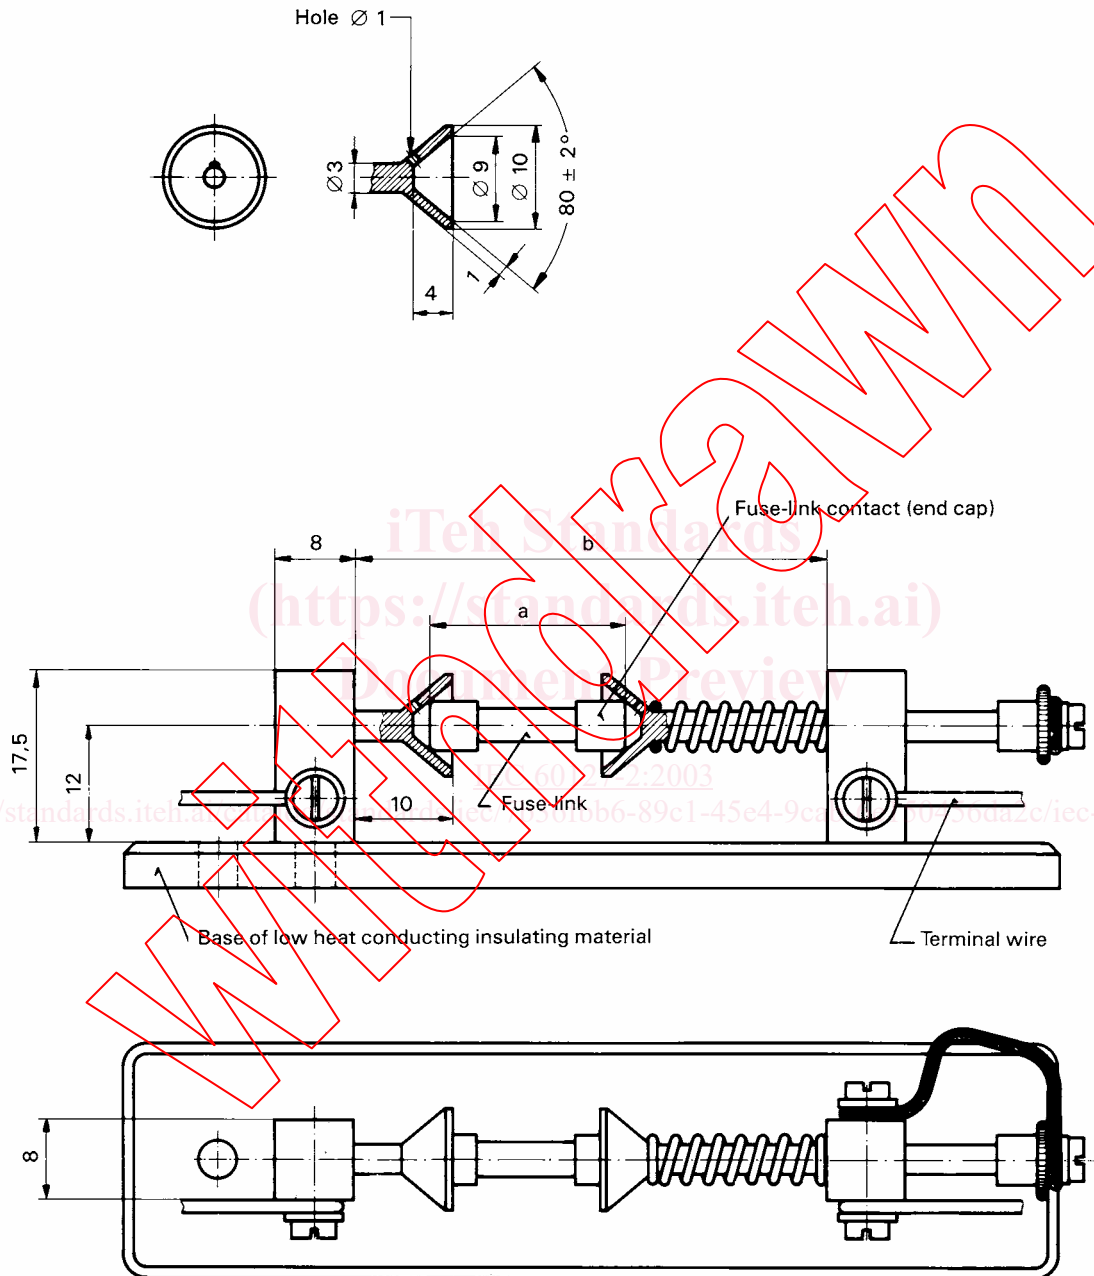 Hole ∅ 1
∅ 3
∅ 9
∅ 10
80 ± 2°
1
4
Fuse-link contact (end cap)
iTeh Standards
8
b
(https://standards.iteh.ai)
a
Document Preview
17,5
12
IEC 60127-2:2003
10
Fuse-link
Base of low heat conducting insulating material
Terminal wire
8
withdrawn